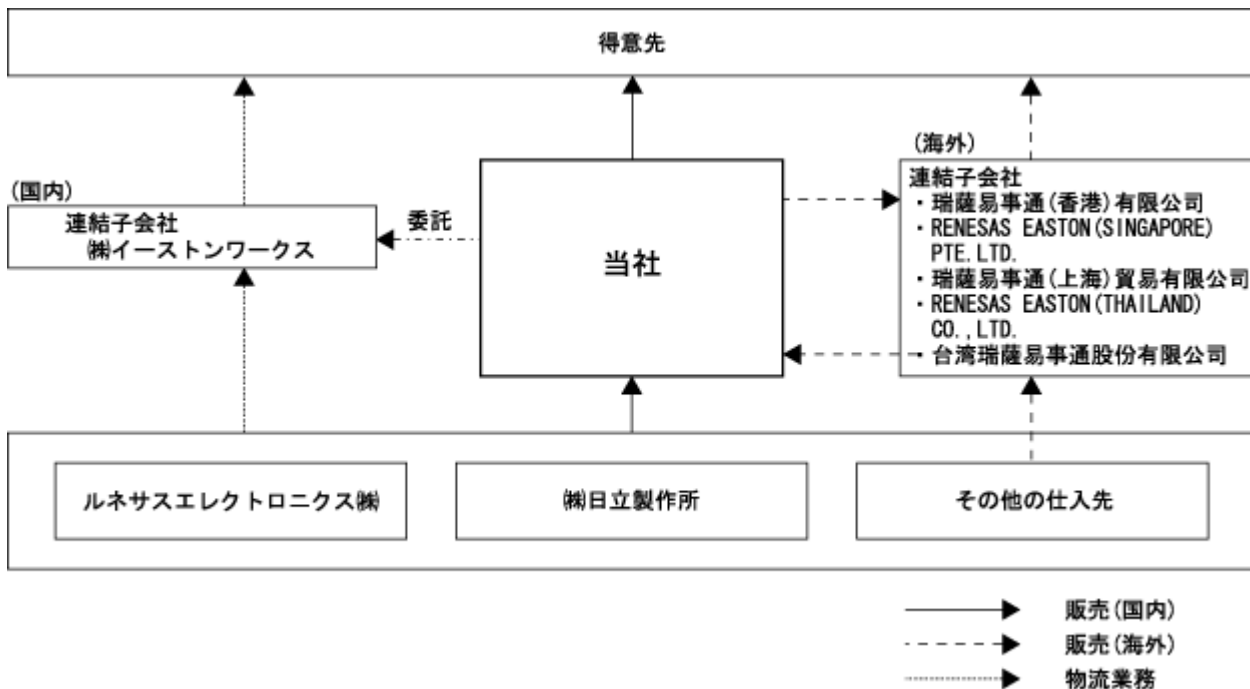 得意先
(海外)
連結子会社
・瑞薩易事通(香港)有限公司
・RENESAS EASTON(SINGAPORE)
PTE.LTD.
・瑞薩易事通(上海)貿易有限公司
・RENESAS EASTON(THAILAND)
CO.,LTD.
・台湾瑞薩易事通股份有限公司
(国内)
連結子会社
㈱イーストンワークス
委託
当社
ルネサスエレクトロニクス㈱
㈱日立製作所
その他の仕入先
販売(国内)
販売(海外)
物流業務